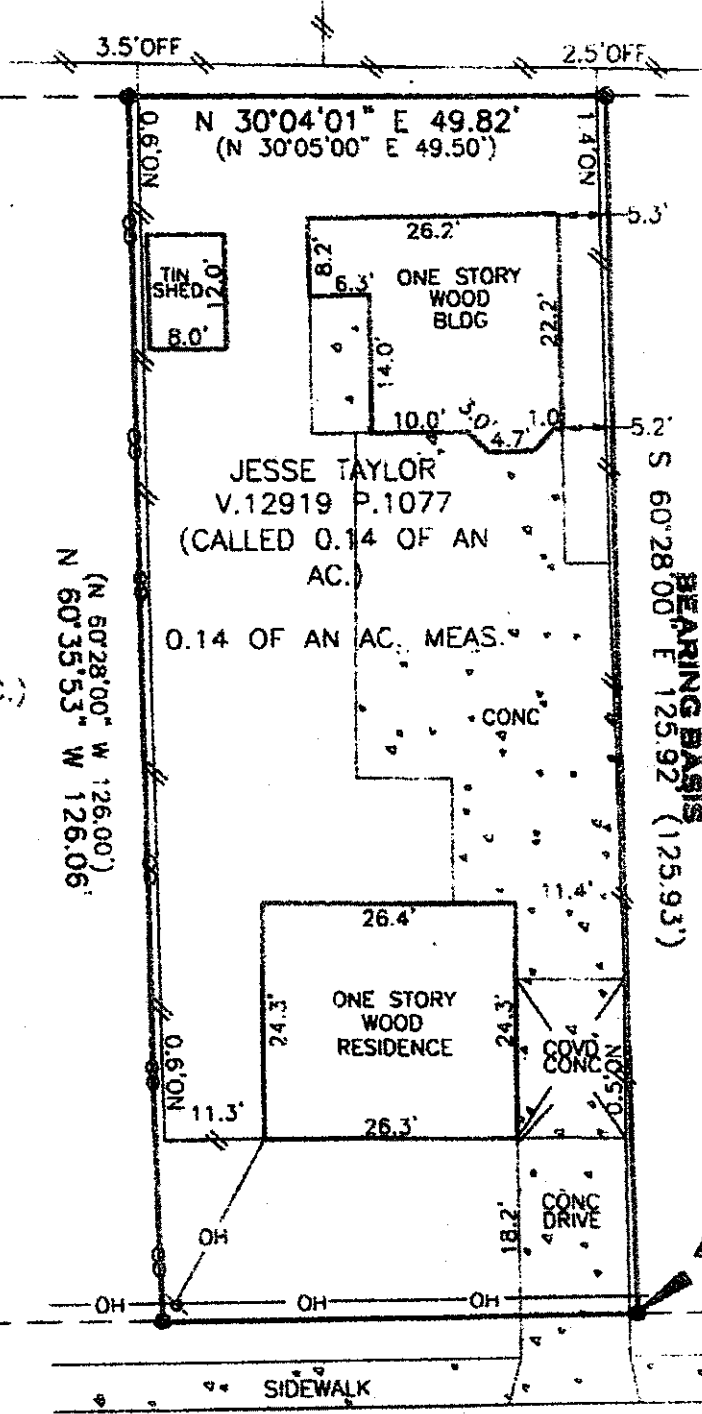 3.5'OFF
2.5'OFF
N 30°04'01" E 49.82'
(N 30°05'00" E 49.50')
0.6'ON
1.4'ON
5.3'
26.2'
8.2'
6.3'
ONE STORY
WOOD
BLDG
22.2'
TIN
SHED
12.0'
8.0'
14.0'
10.0'
3.0'
4.7'
1.0
5.2'
JESSE TAYLOR
V.12919 P.1077
(CALLED 0.14 OF AN
AC.)
0.14 OF AN AC. MEAS.
(N 60°28'00" W 126.00')
N 60°35'53" W 126.06'
.)
BEARING BASIS
S 60°28'00" E 125.92' (125.93')
CONC
11.4'
26.4'
24.3'
ONE STORY
WOOD
RESIDENCE
24.3'
COVD
CONC
0.5'ON
0.6'ON
11.3'
26.3'
18.2'
CONC
DRIVE
OH
OH
OH
OH
SIDEWALK